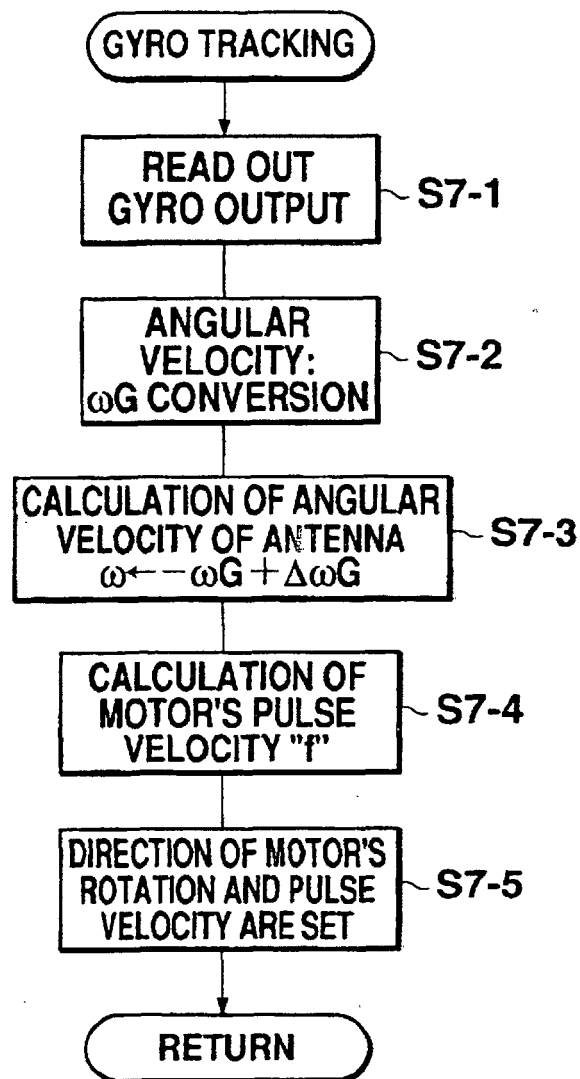 GYRO TRACKING
READ OUT
GYRO OUTPUT
S7-1
ANGULAR
VELOCITY:
ωG CONVERSION
S7-2
CALCULATION OF ANGULAR
VELOCITY OF ANTENNA
ω←−ωG+ΔωG
S7-3
CALCULATION OF
MOTOR'S PULSE
VELOCITY "f"
S7-4
DIRECTION OF MOTOR'S
ROTATION AND PULSE
VELOCITY ARE SET
S7-5
RETURN